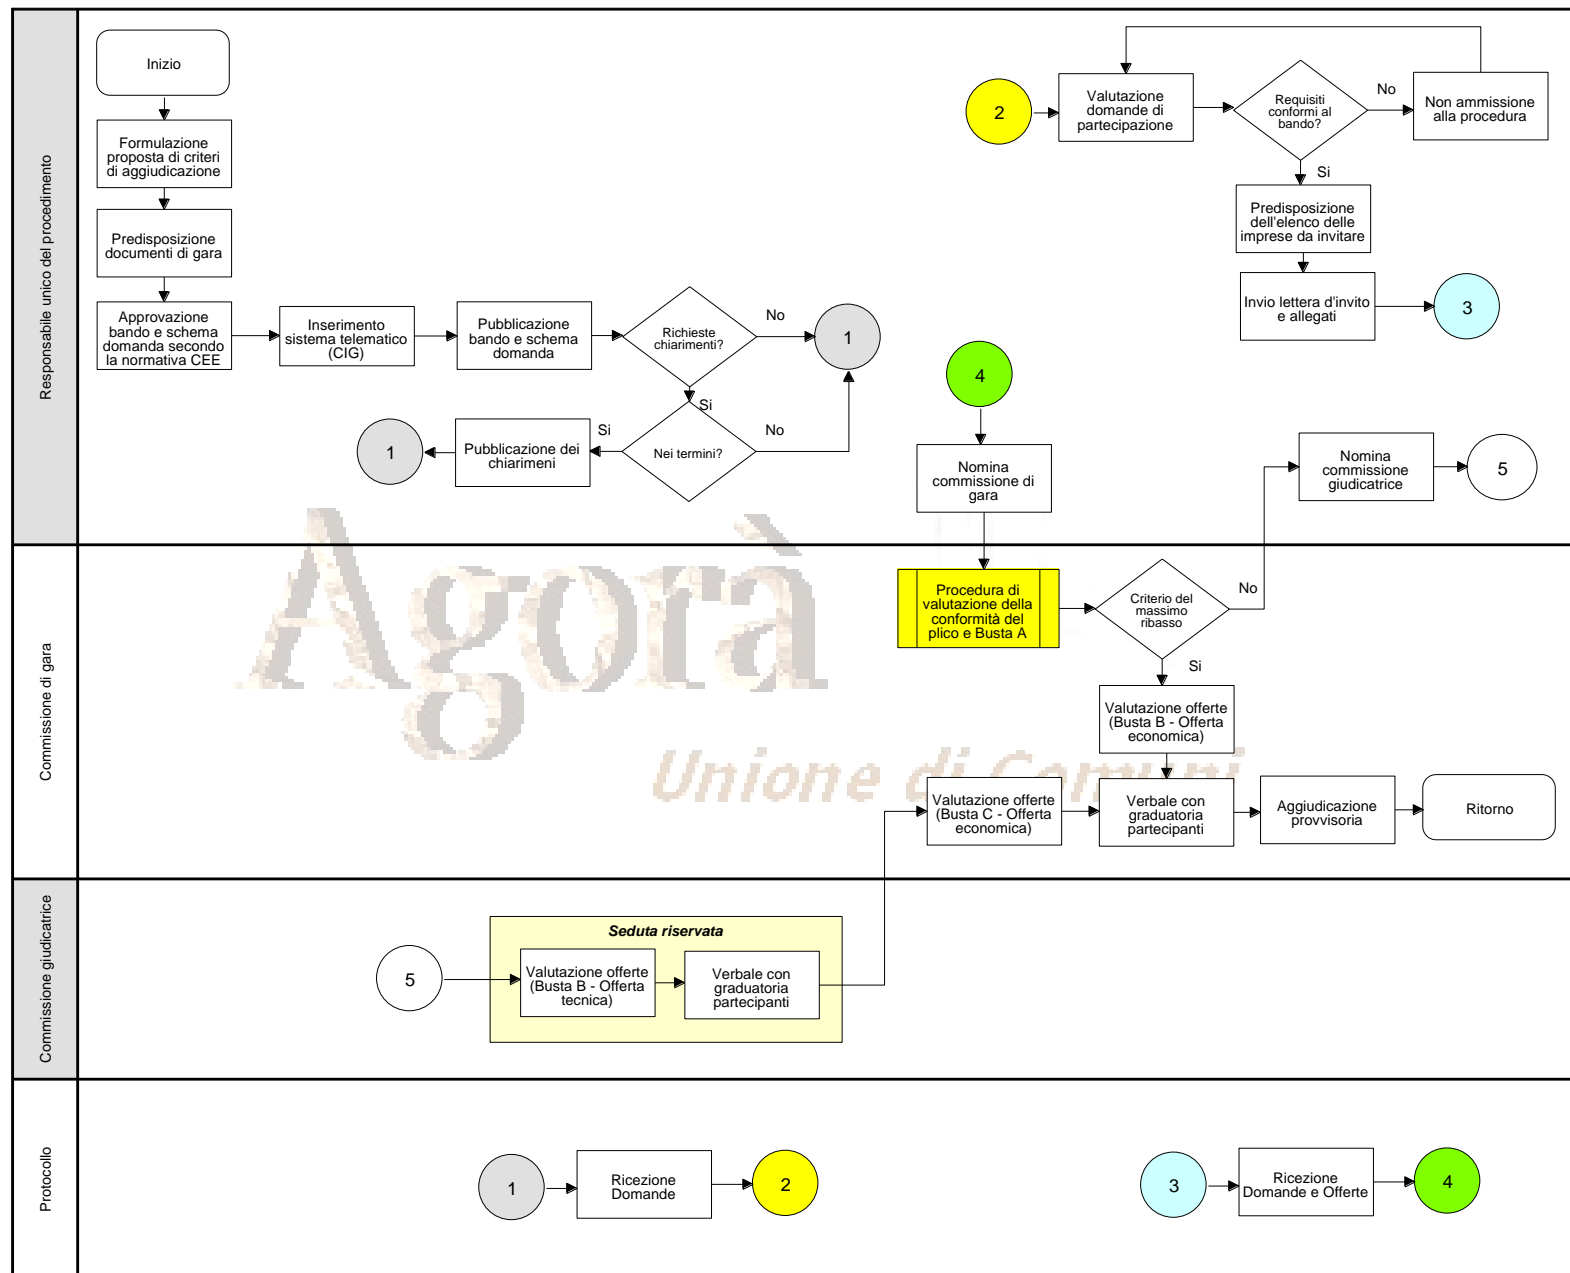 Responsabile unico del procedimento
Inizio
Formulazione
proposta di criteri
di aggiudicazione
Predisposizione
documenti di gara
Approvazione
bando e schema
domanda secondo
la normativa CEE
Inserimento
sistema telematico
(CIG)
Pubblicazione
bando e schema
domanda
Richieste
chiarimenti?
No
1
Si
Nei termini?
No
Si
Pubblicazione dei
chiarimeni
1
2
Valutazione
domande di
partecipazione
Requisiti
conformi al
bando?
No
Non ammissione
alla procedura
Si
Predisposizione
dell'elenco delle
imprese da invitare
Invio lettera d'invito
e allegati
3
4
Nomina
commissione di
gara
Nomina
commissione
giudicatrice
5
Commissione di gara
Procedura di
valutazione della
conformità del
plico e Busta A
Criterio del
massimo
ribasso
No
Si
Valutazione offerte
(Busta B - Offerta
economica)
Valutazione offerte
(Busta C - Offerta
economica)
Verbale con
graduatoria
partecipanti
Aggiudicazione
provvisoria
Ritorno
Agorà
Unione di Comuni
Commissione giudicatrice
5
Seduta riservata
Valutazione offerte
(Busta B - Offerta
tecnica)
Verbale con
graduatoria
partecipanti
Protocollo
1
Ricezione
Domande
2
3
Ricezione
Domande e Offerte
4